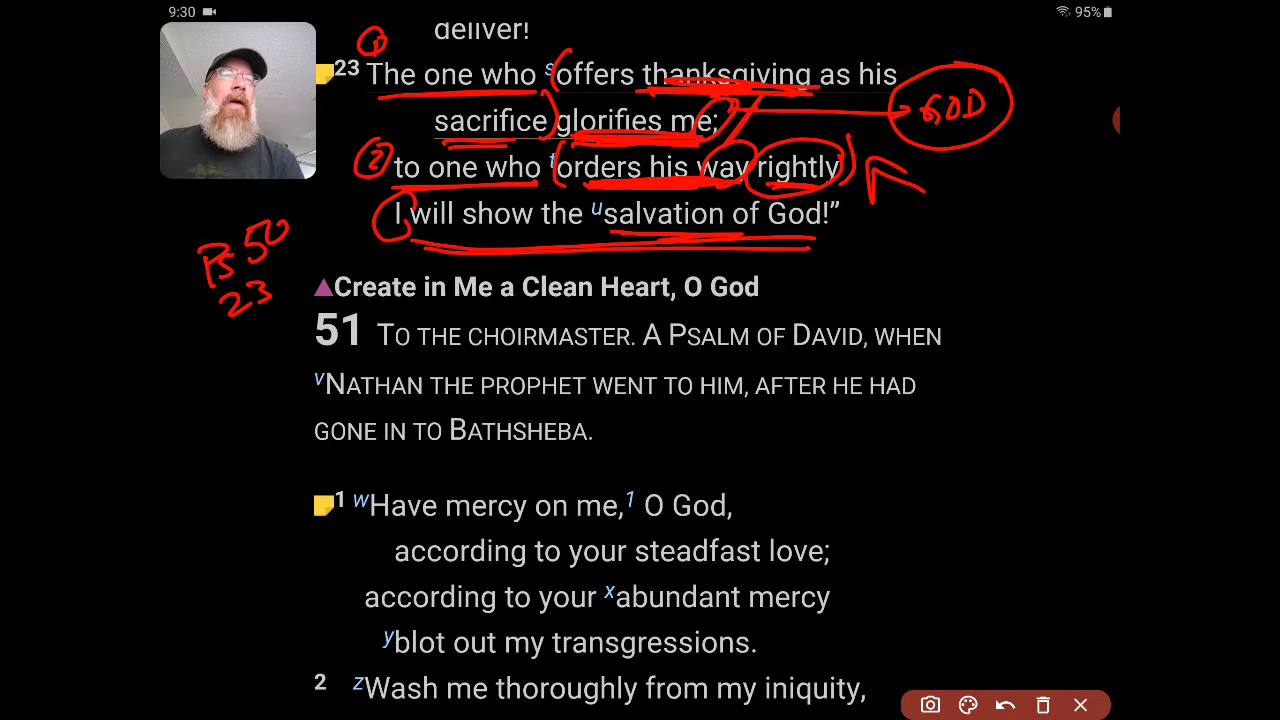 9:30 95%
deliver!
①
23 The one who s offers thanksgiving as his
sacrifice glorifies me; GOD
② to one who t orders his way rightly
I will show the u salvation of God!”
PS 50
23
Create in Me a Clean Heart, O God
51 TO THE CHOIRMASTER. A PSALM OF DAVID, WHEN
v NATHAN THE PROPHET WENT TO HIM, AFTER HE HAD
GONE IN TO BATHSHEBA.
1 w Have mercy on me,1 O God,
according to your steadfast love;
according to your x abundant mercy
y blot out my transgressions.
2 z Wash me thoroughly from my iniquity,